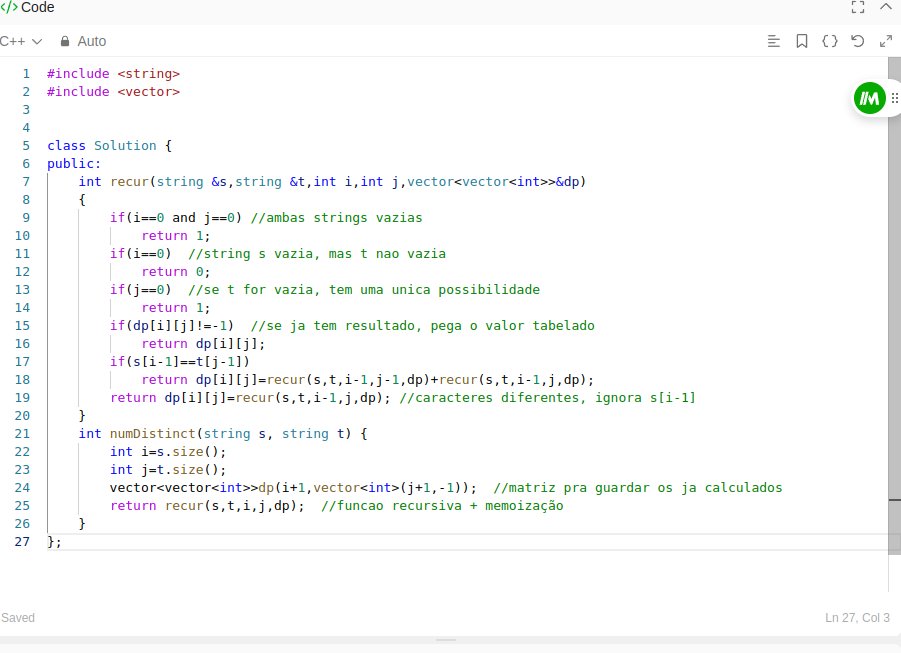 </> Code
C++ Auto
1 #include <string>
2 #include <vector>
3
4
5 class Solution {
6 public:
7     int recur(string &s,string &t,int i,int j,vector<vector<int>>&dp)
8     {
9         if(i==0 and j==0) //ambas strings vazias
10             return 1;
11         if(i==0)  //string s vazia, mas t nao vazia
12             return 0;
13         if(j==0)  //se t for vazia, tem uma unica possibilidade
14             return 1;
15         if(dp[i][j]!=-1)  //se ja tem resultado, pega o valor tabelado
16             return dp[i][j];
17         if(s[i-1]==t[j-1])
18             return dp[i][j]=recur(s,t,i-1,j-1,dp)+recur(s,t,i-1,j,dp);
19         return dp[i][j]=recur(s,t,i-1,j,dp); //caracteres diferentes, ignora s[i-1]
20     }
21     int numDistinct(string s, string t) {
22         int i=s.size();
23         int j=t.size();
24         vector<vector<int>>dp(i+1,vector<int>(j+1,-1));  //matriz pra guardar os ja calculados
25         return recur(s,t,i,j,dp);  //funcao recursiva + memoização
26     }
27 };
Saved Ln 27, Col 3